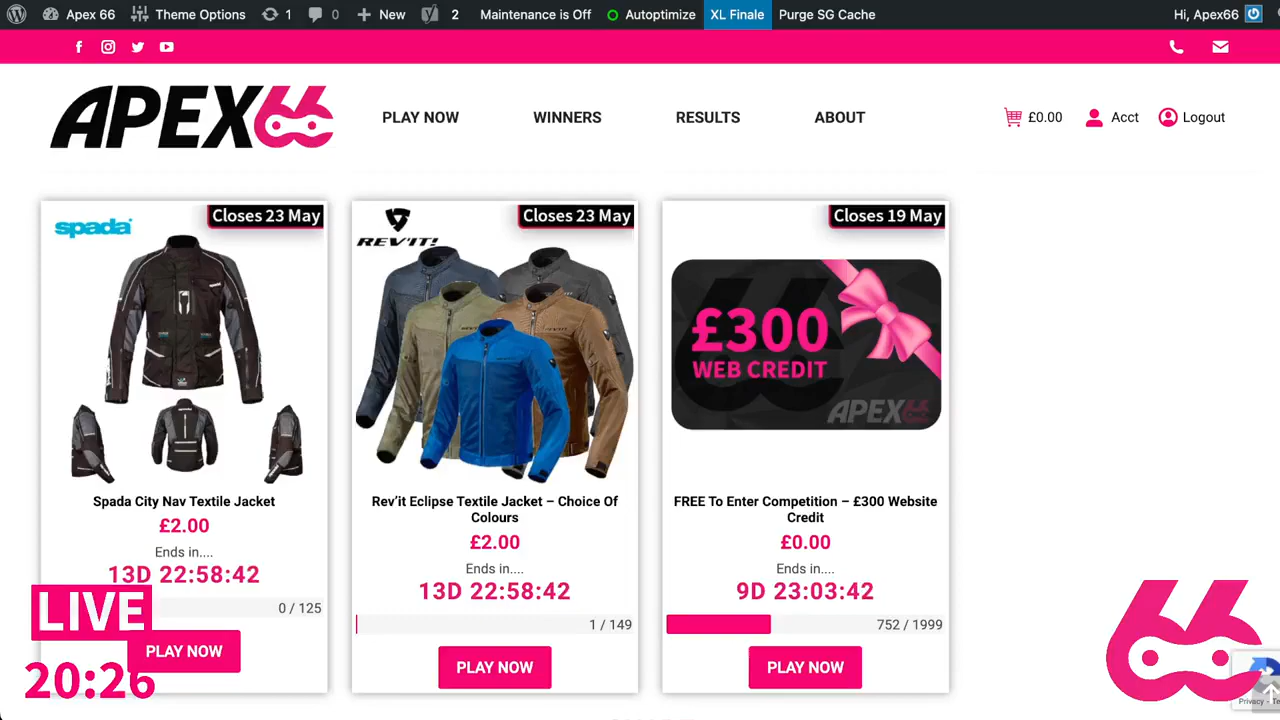 Apex 66 Theme Options 1 0 New 2 Maintenance is Off Autoptimize XL Finale Purge SG Cache Hi, Apex66
APEX66 PLAY NOW WINNERS RESULTS ABOUT £0.00 Acct Logout
spada Closes 23 May
REV'IT! Closes 23 May
Closes 19 May
£300
WEB CREDIT
APEX66
Spada City Nav Textile Jacket
£2.00
Ends in....
13D 22:58:42
0 / 125
PLAY NOW
Rev'it Eclipse Textile Jacket – Choice Of
Colours
£2.00
Ends in....
13D 22:58:42
1 / 149
PLAY NOW
FREE To Enter Competition – £300 Website
Credit
£0.00
Ends in....
9D 23:03:42
752 / 1999
PLAY NOW
LIVE
20:26
66
Privacy